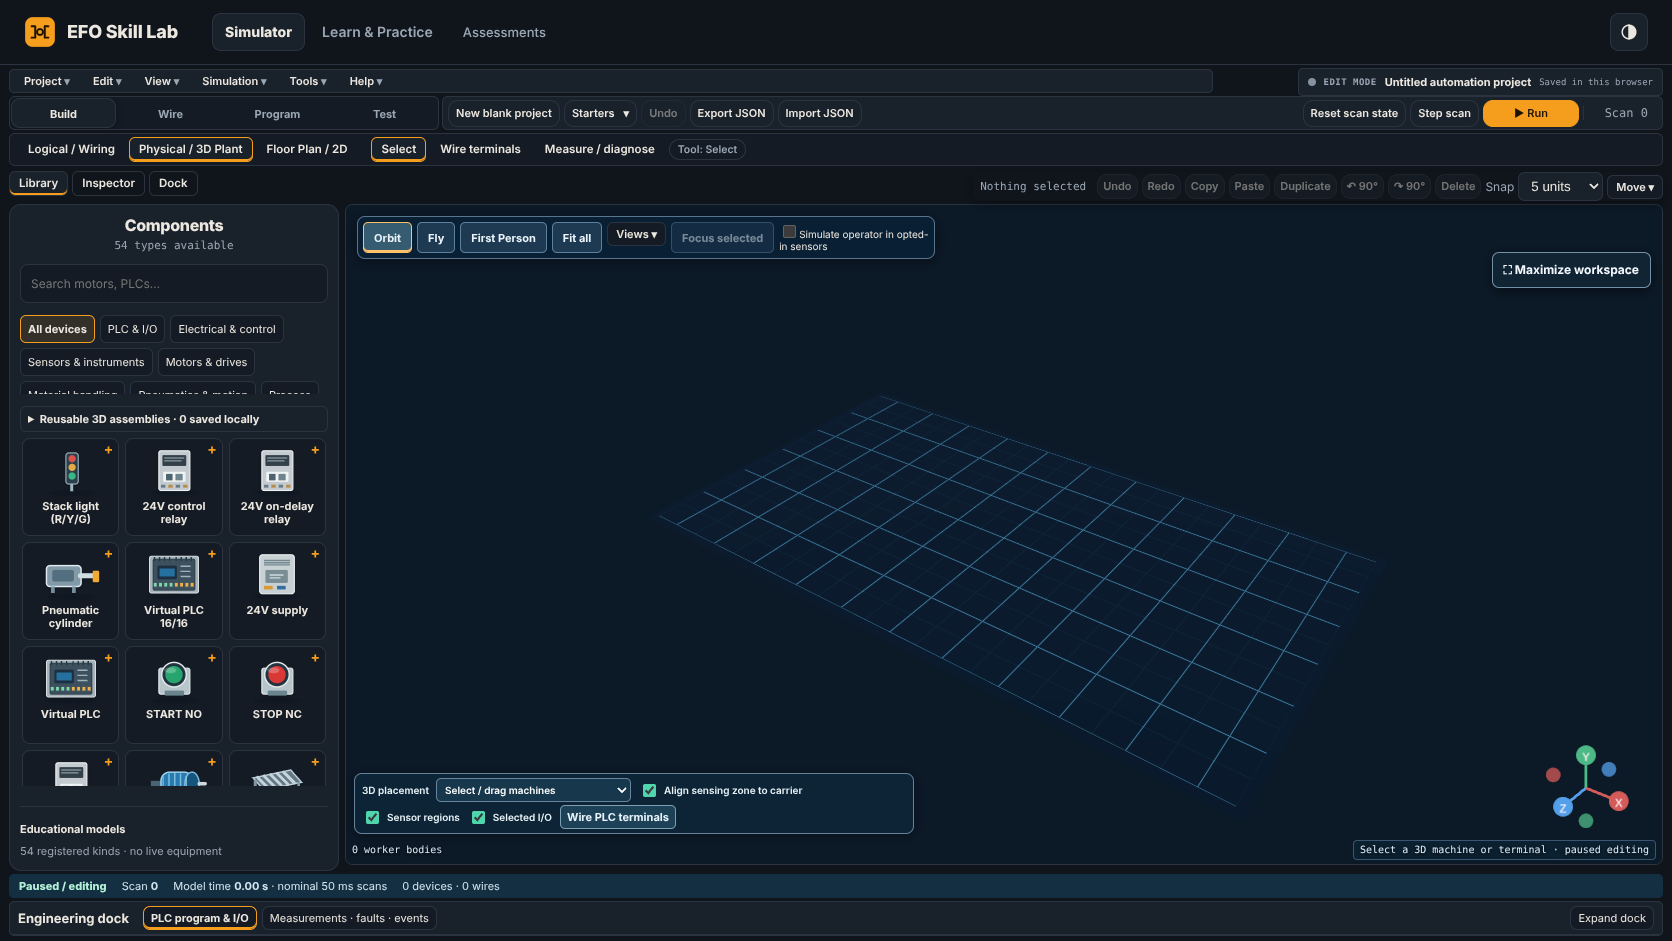 EFO Skill Lab
Simulator
Learn & Practice
Assessments
Project ▾
Edit ▾
View ▾
Simulation ▾
Tools ▾
Help ▾
EDIT MODE Untitled automation project Saved in this browser
Build
Wire
Program
Test
New blank project
Starters ▾
Undo
Export JSON
Import JSON
Reset scan state
Step scan
▶ Run
Scan 0
Logical / Wiring
Physical / 3D Plant
Floor Plan / 2D
Select
Wire terminals
Measure / diagnose
Tool: Select
Library
Inspector
Dock
Nothing selected
Undo
Redo
Copy
Paste
Duplicate
↶ 90°
↷ 90°
Delete
Snap
5 units
Move ▾
Components
54 types available
Search motors, PLCs...
All devices
PLC & I/O
Electrical & control
Sensors & instruments
Motors & drives
Material handling
Pneumatics & motion
Process
▶ Reusable 3D assemblies · 0 saved locally
Stack light
(R/Y/G)
24V control
relay
24V on-delay
relay
Pneumatic
cylinder
Virtual PLC
16/16
24V supply
Virtual PLC
START NO
STOP NC
Educational models
54 registered kinds · no live equipment
Orbit
Fly
First Person
Fit all
Views ▾
Focus selected
Simulate operator in opted-
in sensors
Maximize workspace
Y
X
Z
3D placement
Select / drag machines
Align sensing zone to carrier
Sensor regions
Selected I/O
Wire PLC terminals
0 worker bodies
Select a 3D machine or terminal · paused editing
Paused / editing
Scan 0
Model time 0.00 s · nominal 50 ms scans
0 devices · 0 wires
Engineering dock
PLC program & I/O
Measurements · faults · events
Expand dock